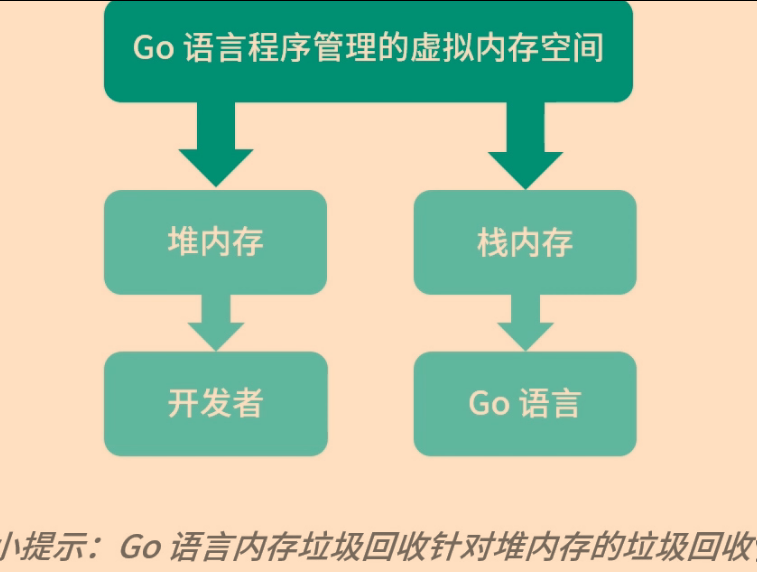 Go 语言程序管理的虚拟内存空间
堆内存 栈内存
开发者 Go 语言
小提示：Go 语言内存垃圾回收针对堆内存的垃圾回收